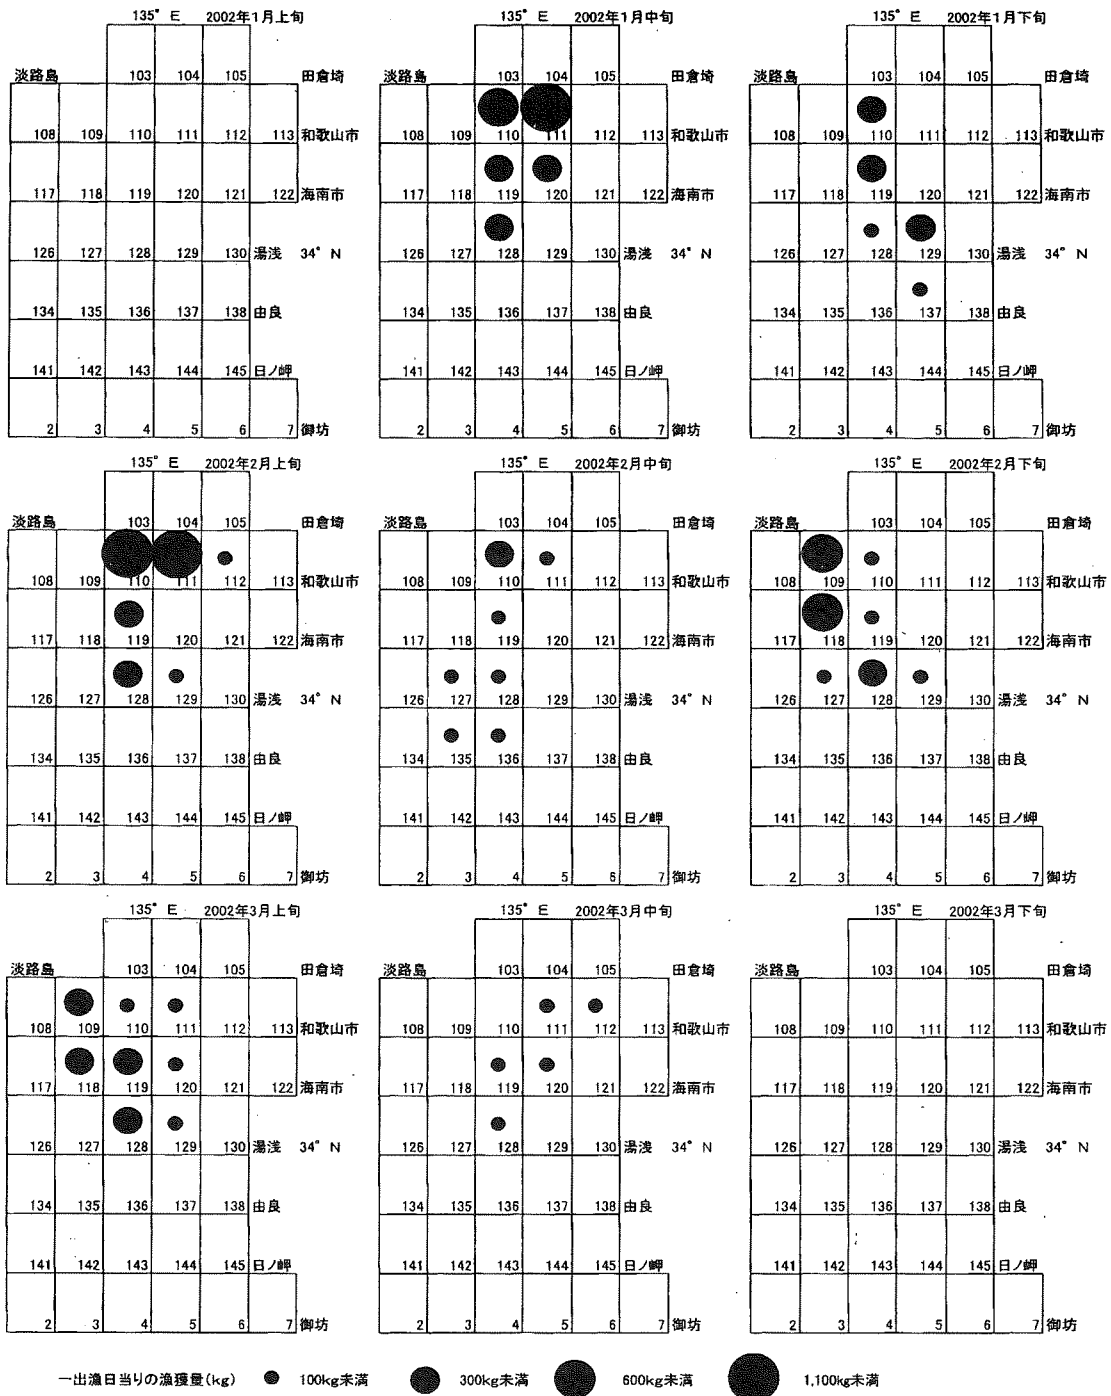 135° E 2002年1月上旬
103 104 105
淡路島 田倉埼
108 109 110 111 112 113 和歌山市
117 118 119 120 121 122 海南市
126 127 128 129 130 湯浅 34° N
134 135 136 137 138 由良
141 142 143 144 145 日ノ岬
2 3 4 5 6 7 御坊
135° E 2002年1月中旬
103 104 105
淡路島 田倉埼
108 109 110 111 112 113 和歌山市
117 118 119 120 121 122 海南市
126 127 128 129 130 湯浅 34° N
134 135 136 137 138 由良
141 142 143 144 145 日ノ岬
2 3 4 5 6 7 御坊
135° E 2002年1月下旬
103 104 105
淡路島 田倉埼
108 109 110 111 112 113 和歌山市
117 118 119 120 121 122 海南市
126 127 128 129 130 湯浅 34° N
134 135 136 137 138 由良
141 142 143 144 145 日ノ岬
2 3 4 5 6 7 御坊
135° E 2002年2月上旬
103 104 105
淡路島 田倉埼
108 109 110 111 112 113 和歌山市
117 118 119 120 121 122 海南市
126 127 128 129 130 湯浅 34° N
134 135 136 137 138 由良
141 142 143 144 145 日ノ岬
2 3 4 5 6 7 御坊
135° E 2002年2月中旬
103 104 105
淡路島 田倉埼
108 109 110 111 112 113 和歌山市
117 118 119 120 121 122 海南市
126 127 128 129 130 湯浅 34° N
134 135 136 137 138 由良
141 142 143 144 145 日ノ岬
2 3 4 5 6 7 御坊
135° E 2002年2月下旬
103 104 105
淡路島 田倉埼
108 109 110 111 112 113 和歌山市
117 118 119 120 121 122 海南市
126 127 128 129 130 湯浅 34° N
134 135 136 137 138 由良
141 142 143 144 145 日ノ岬
2 3 4 5 6 7 御坊
135° E 2002年3月上旬
103 104 105
淡路島 田倉埼
108 109 110 111 112 113 和歌山市
117 118 119 120 121 122 海南市
126 127 128 129 130 湯浅 34° N
134 135 136 137 138 由良
141 142 143 144 145 日ノ岬
2 3 4 5 6 7 御坊
135° E 2002年3月中旬
103 104 105
淡路島 田倉埼
108 109 110 111 112 113 和歌山市
117 118 119 120 121 122 海南市
126 127 128 129 130 湯浅 34° N
134 135 136 137 138 由良
141 142 143 144 145 日ノ岬
2 3 4 5 6 7 御坊
135° E 2002年3月下旬
103 104 105
淡路島 田倉埼
108 109 110 111 112 113 和歌山市
117 118 119 120 121 122 海南市
126 127 128 129 130 湯浅 34° N
134 135 136 137 138 由良
141 142 143 144 145 日ノ岬
2 3 4 5 6 7 御坊
一出漁日当りの漁獲量(kg) 100kg未満 300kg未満 600kg未満 1,100kg未満